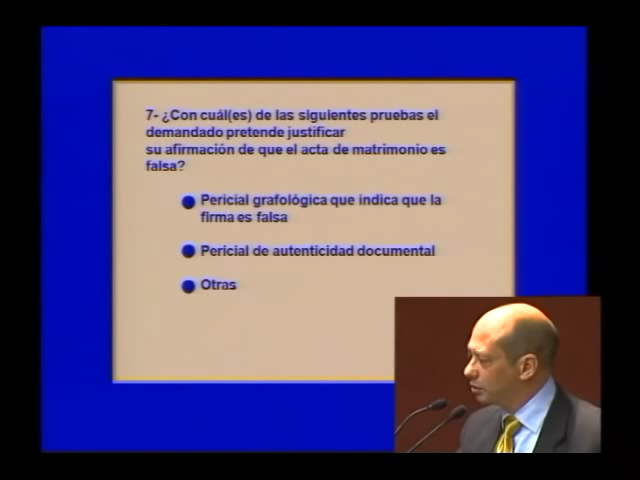 7- ¿Con cuál(es) de las siguientes pruebas el
demandado pretende justificar
su afirmación de que el acta de matrimonio es
falsa?
Pericial grafológica que indica que la
firma es falsa
Pericial de autenticidad documental
Otras